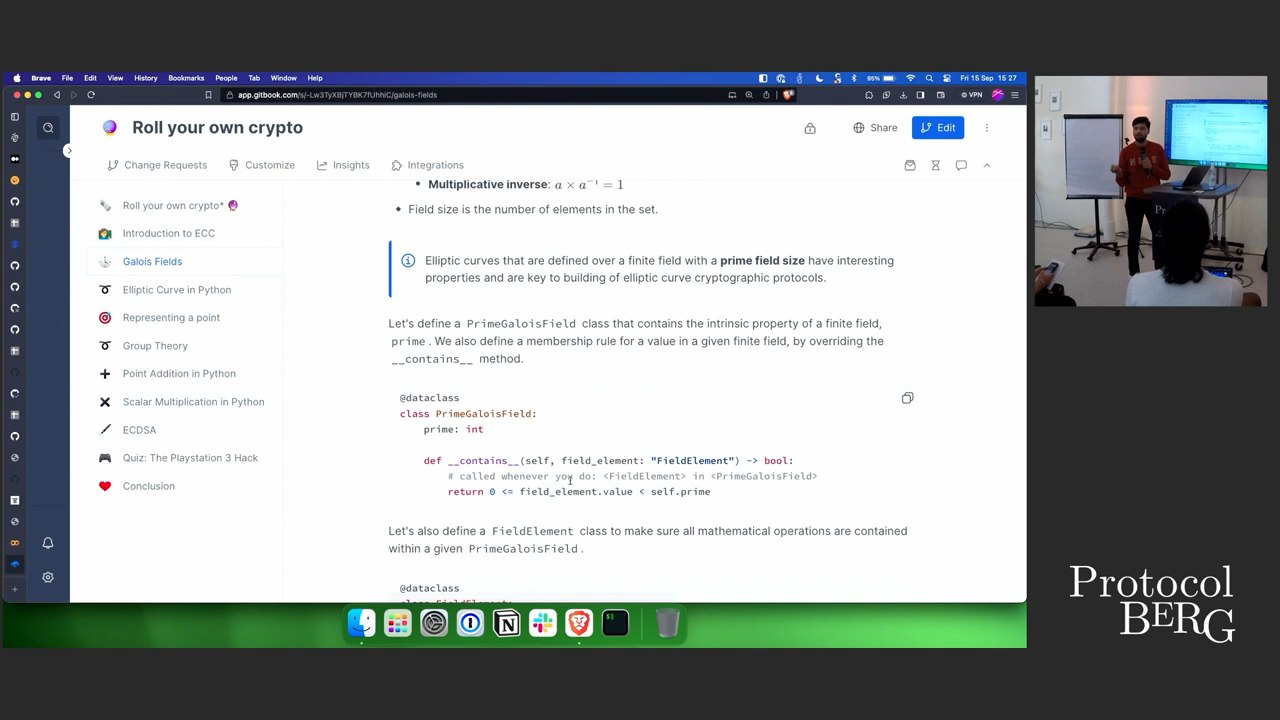 Brave File Edit View History Bookmarks People Tab Window Help
95%
Fri 15 Sep 15 27
app.gitbook.com/s/-Lw3TyXBjTYBK7fUhhiC/galois-fields
VPN
Roll your own crypto
Share
Edit
Change Requests
Customize
Insights
Integrations
Roll your own crypto*
Introduction to ECC
Galois Fields
Elliptic Curve in Python
Representing a point
Group Theory
Point Addition in Python
Scalar Multiplication in Python
ECDSA
Quiz: The Playstation 3 Hack
Conclusion
• Multiplicative inverse: a × a⁻¹ = 1
• Field size is the number of elements in the set.
Elliptic curves that are defined over a finite field with a prime field size have interesting
properties and are key to building of elliptic curve cryptographic protocols.
Let's define a PrimeGaloisField class that contains the intrinsic property of a finite field,
prime . We also define a membership rule for a value in a given finite field, by overriding the
__contains__ method.
@dataclass
class PrimeGaloisField:
prime: int
def __contains__(self, field_element: "FieldElement") -> bool:
# called whenever you do: <FieldElement> in <PrimeGaloisField>
return 0 <= field_element.value < self.prime
Let's also define a FieldElement class to make sure all mathematical operations are contained
within a given PrimeGaloisField .
@dataclass
Protocol
BERG